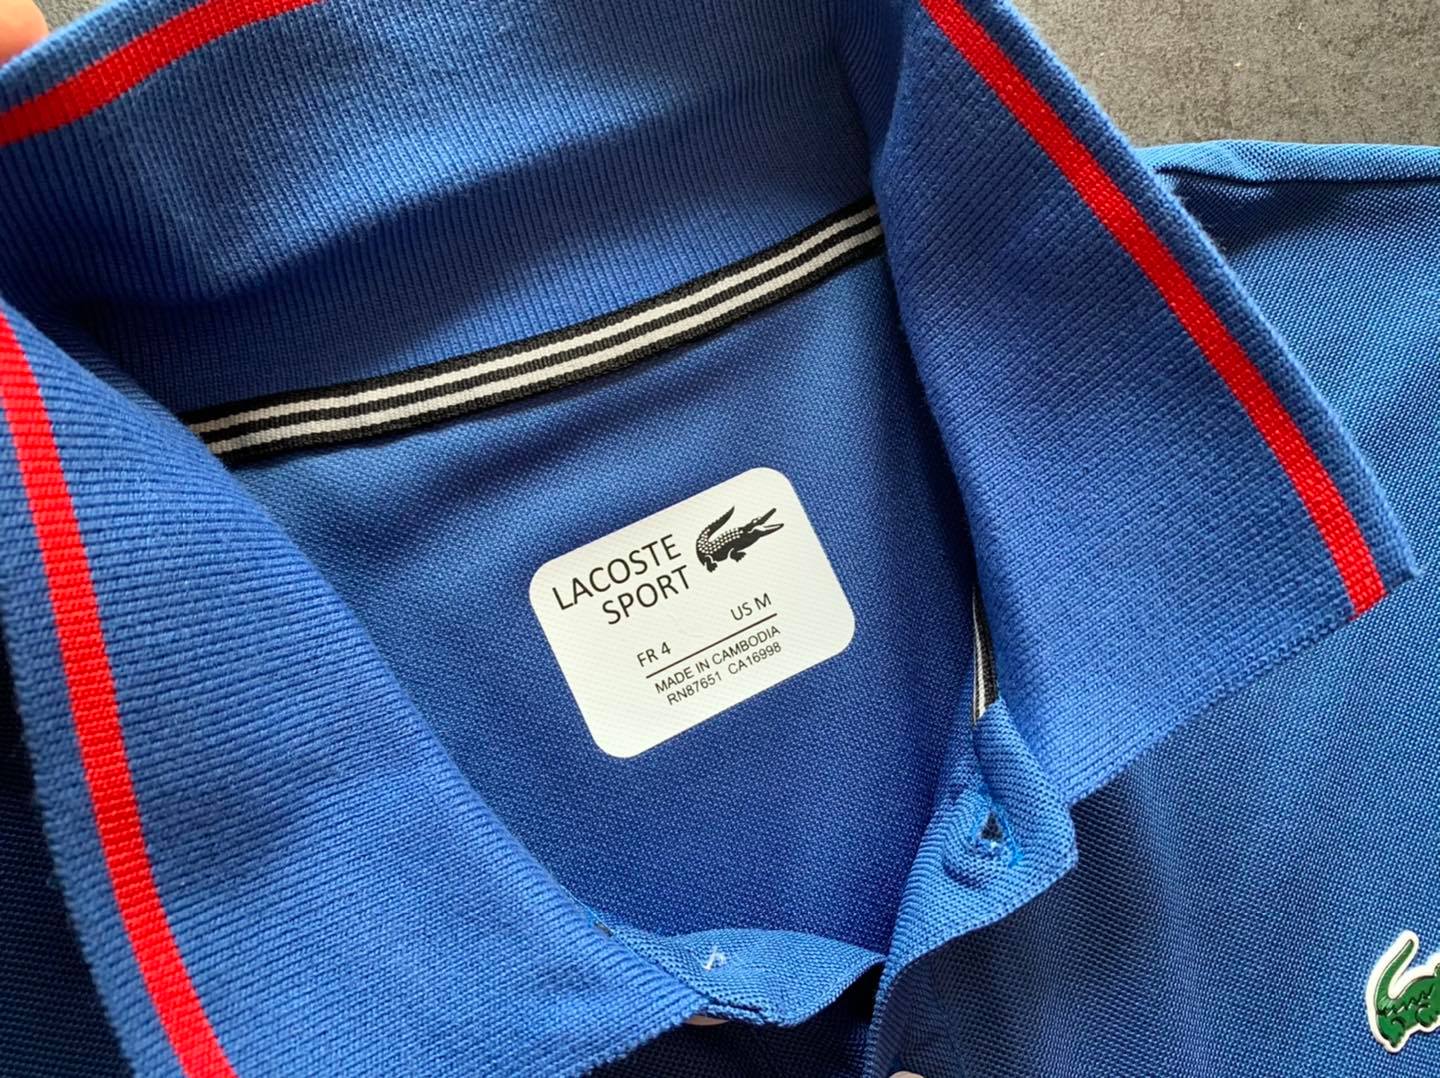 LACOSTE
SPORT
FR 4 US M
MADE IN CAMBODIA
RN87651 CA16998